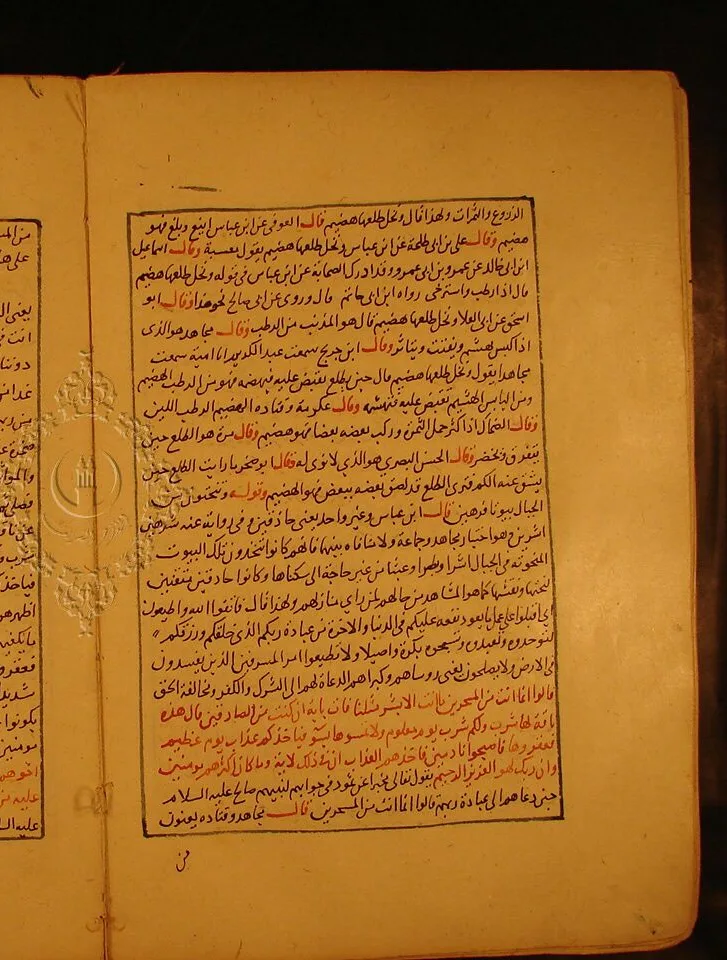 الزروع والثمرات ولهذا قال ونخل طلعها هضيم قال العوفي عن ابن عباس اينع وبلغ فهو
هضيم وقال علي بن ابي طلحة عن ابن عباس ونخل طلعها هضيم يقول معشبة وقال اسماعيل
ابن ابي خالد عن عمرو بن ابي عمرو وقد ادرك الصحابة عن ابن عباس في قوله ونخل طلعها هضيم
قال اذا رطب واسترخى رواه ابن ابي حاتم قال وروى عن ابي صالح نحو هذا وقال ابو
اسحق عن ابي العلا ونخل طلعها هضيم قال هو المذنب من الرطب وقال مجاهد هو الذي
اذا كبس تهشم وتفتت وتناثر وقال ابن جريج سمعت عبد الكريم ابا امية سمعت
مجاهدا يقول ونخل طلعها هضيم قال حين يطلع تقبض عليه فتهضمه فهو من الرطب الهضيم
ومن اليابس الهشيم تقبض عليه فتهشمه وقال عكرمة وقتادة الهضيم الرطب اللين
وقال الضحاك اذا كثر حمل الثمرة وركب بعضه بعضا فهو هضيم وقال مرة هو الطلع حين
يتفرق ويخضر وقال الحسن البصري هو الذي لا نوى له وقال ابو صخر ما رايت الطلع حين
ينشق عنه الكم فترى الطلع قد لصق بعضه ببعض فهو الهضيم وقوله وتنحتون من
الجبال بيوتا فرهين قال ابن عباس وغير واحد يعني حاذقين وفي رواية عنه شرهين
اشرين وهو اختيار مجاهد وجماعة ولا منافاة بينهما فانهم كانوا يتخذون تلك البيوت
المنحوتة في الجبال اشرا وبطرا وعبثا من غير حاجة الى سكناها وكانوا حاذقين متقنين
لنحتها ونقشها كما هو المشاهد من حالهم لمن راى منازلهم ولهذا قال فاتقوا الله واطيعون
اي اقبلوا على عمل ما يعود نفعه عليكم في الدنيا والاخرة من عبادة ربكم الذي خلقكم ورزقكم
لتوحدوه وتعبدوه وتسبحوه بكرة واصيلا ولا تطيعوا امر المسرفين الذين يفسدون
في الارض ولا يصلحون يعني روساهم وكبراهم الدعاة لهم الى الشرك والكفر ومخالفة الحق
قالوا انما انت من المسحرين ما انت الا بشر مثلنا فات باية ان كنت من الصادقين قال هذه
ناقة لها شرب ولكم شرب يوم معلوم ولا تمسوها بسوء فياخذكم عذاب يوم عظيم
فعقروها فاصبحوا نادمين فاخذهم العذاب ان في ذلك لاية وما كان اكثرهم مومنين
وان ربك لهو العزيز الرحيم يقول تعالى مخبرا عن ثمود في جوابهم لنبيهم صالح عليه السلام
حين دعاهم الى عبادة ربهم قالوا انما انت من المسحرين قال مجاهد وقتادة يعنون
من